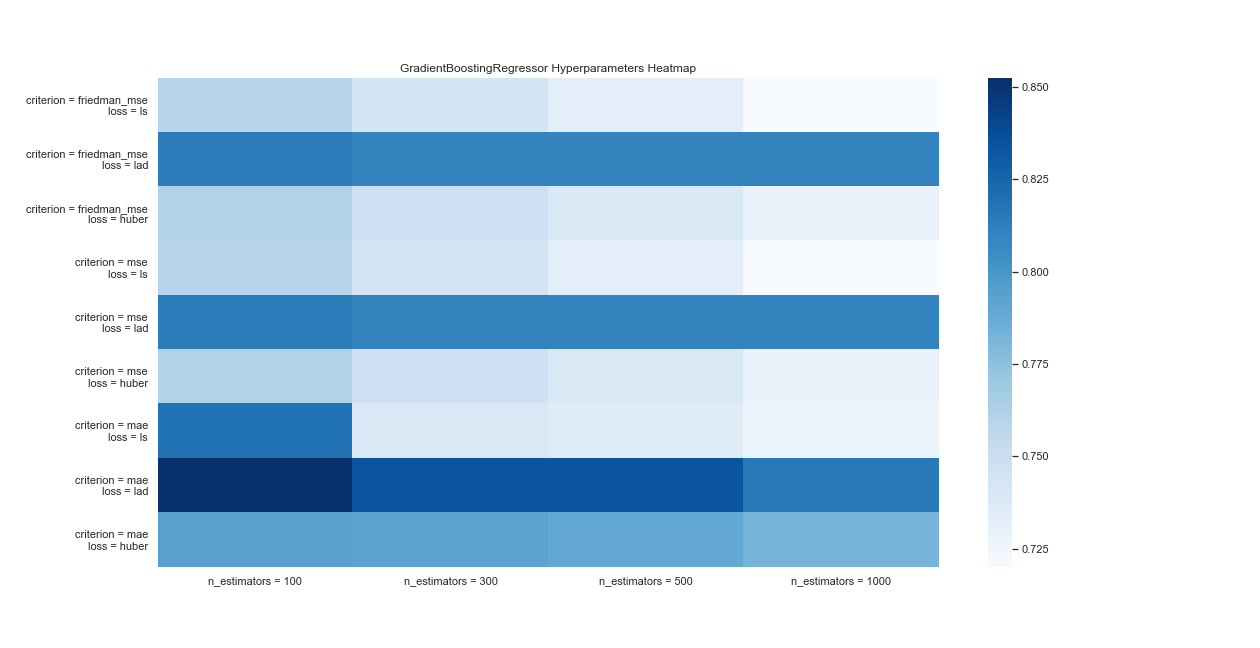 GradientBoostingRegressor Hyperparameters Heatmap
criterion = friedman_mse
loss = ls
criterion = friedman_mse
loss = lad
criterion = friedman_mse
loss = huber
criterion = mse
loss = ls
criterion = mse
loss = lad
criterion = mse
loss = huber
criterion = mae
loss = ls
criterion = mae
loss = lad
criterion = mae
loss = huber
n_estimators = 100
n_estimators = 300
n_estimators = 500
n_estimators = 1000
0.850
0.825
0.800
0.775
0.750
0.725